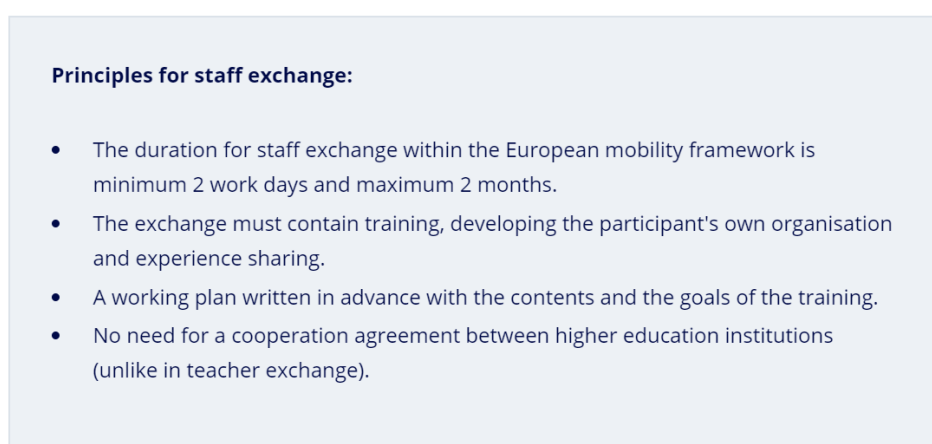 Principles for staff exchange:
• The duration for staff exchange within the European mobility framework is
minimum 2 work days and maximum 2 months.
• The exchange must contain training, developing the participant's own organisation
and experience sharing.
• A working plan written in advance with the contents and the goals of the training.
• No need for a cooperation agreement between higher education institutions
(unlike in teacher exchange).